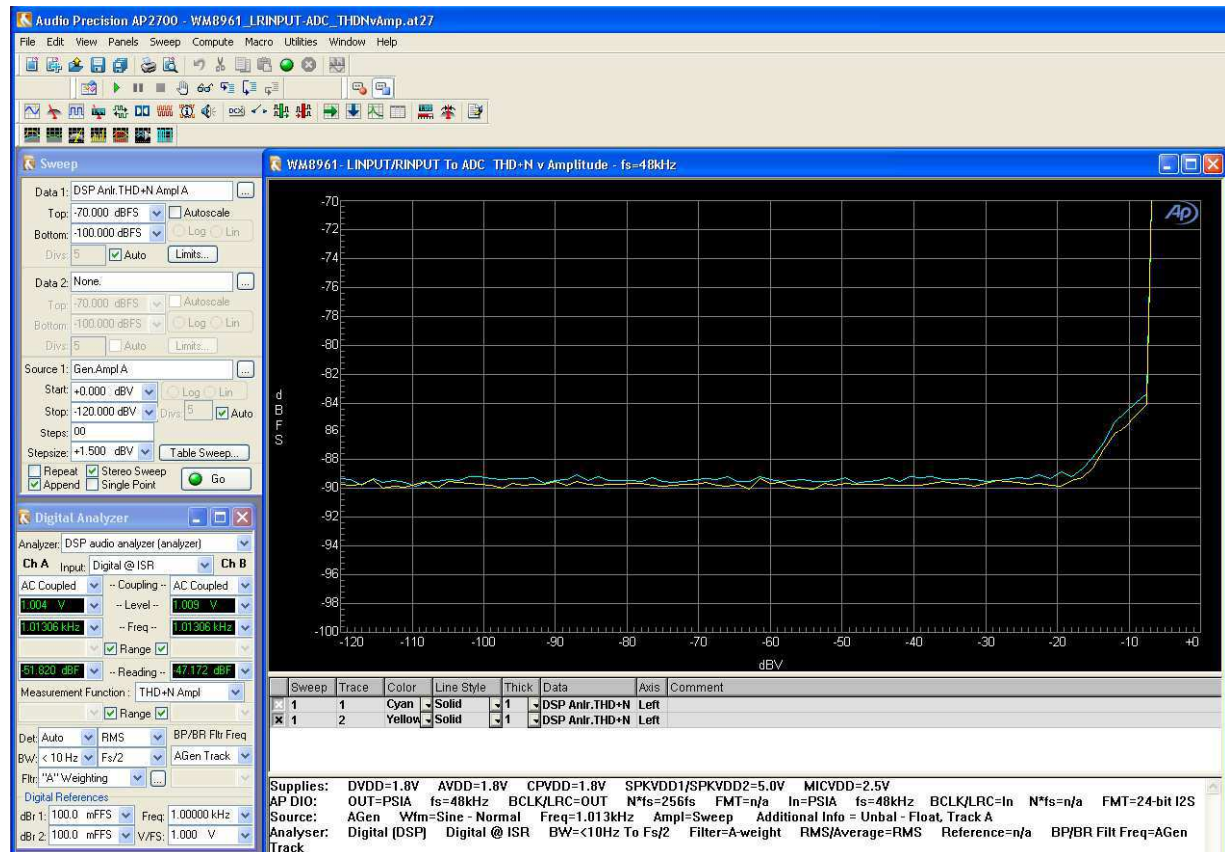 Audio Precision AP2700 - WM8961_LRINPUT-ADC_THDNvAmp.at27
File Edit View Panels Sweep Compute Macro Utilities Window Help
Sweep
Data 1: DSP Anlr.THD+N Ampl A ...
Top: -70.000 dBFS Autoscale
Bottom: -100.000 dBFS Log Lin
Divs: 5 Auto Limits...
Data 2: None. ...
Top: -70.000 dBFS Autoscale
Bottom: -100.000 dBFS Log Lin
Divs: 5 Auto Limits...
Source 1: Gen.Ampl A ...
Start: +0.000 dBV Log Lin
Stop: -120.000 dBV Divs: 5 Auto
Steps: 00
Stepsize: +1.500 dBV Table Sweep...
Repeat Stereo Sweep
Append Single Point Go
Digital Analyzer
Analyzer: DSP audio analyzer (analyzer)
Ch A Input: Digital @ ISR Ch B
AC Coupled -- Coupling -- AC Coupled
1.004 V -- Level -- 1.009 V
1.01306 kHz -- Freq -- 1.01306 kHz
Range
-51.820 dBF -- Reading -- -47.172 dBF
Measurement Function : THD+N Ampl
Range
Det: Auto RMS BP/BR Fltr Freq
BW: < 10 Hz Fs/2 AGen Track
Fltr: "A" Weighting ...
Digital References
dBr 1: 100.0 mFFS Freq: 1.00000 kHz
dBr 2: 100.0 mFFS V/FS: 1.000 V
WM8961- LINPUT/RINPUT To ADC THD+N v Amplitude - fs=48kHz
Ap
-70
-72
-74
-76
-78
-80
-82
-84
-86
-88
-90
-92
-94
-96
-98
-100
d
B
F
S
-120 -110 -100 -90 -80 -70 -60 -50 -40 -30 -20 -10 +0
dBV
Sweep Trace Color Line Style Thick Data Axis Comment
1 1 Cyan Solid 1 DSP Anlr.THD+N Left
1 2 Yellow Solid 1 DSP Anlr.THD+N Left
Supplies: DVDD=1.8V AVDD=1.8V CPVDD=1.8V SPKVDD1/SPKVDD2=5.0V MICVDD=2.5V
AP DIO: OUT=PSIA fs=48kHz BCLK/LRC=OUT N*fs=256fs FMT=n/a In=PSIA fs=48kHz BCLK/LRC=In N*fs=n/a FMT=24-bit I2S
Source: AGen Wfm=Sine - Normal Freq=1.013kHz Ampl=Sweep Additional Info = Unbal - Float, Track A
Analyser: Digital (DSP) Digital @ ISR BW=<10Hz To Fs/2 Filter=A-weight RMS/Average=RMS Reference=n/a BP/BR Filt Freq=AGen
Track